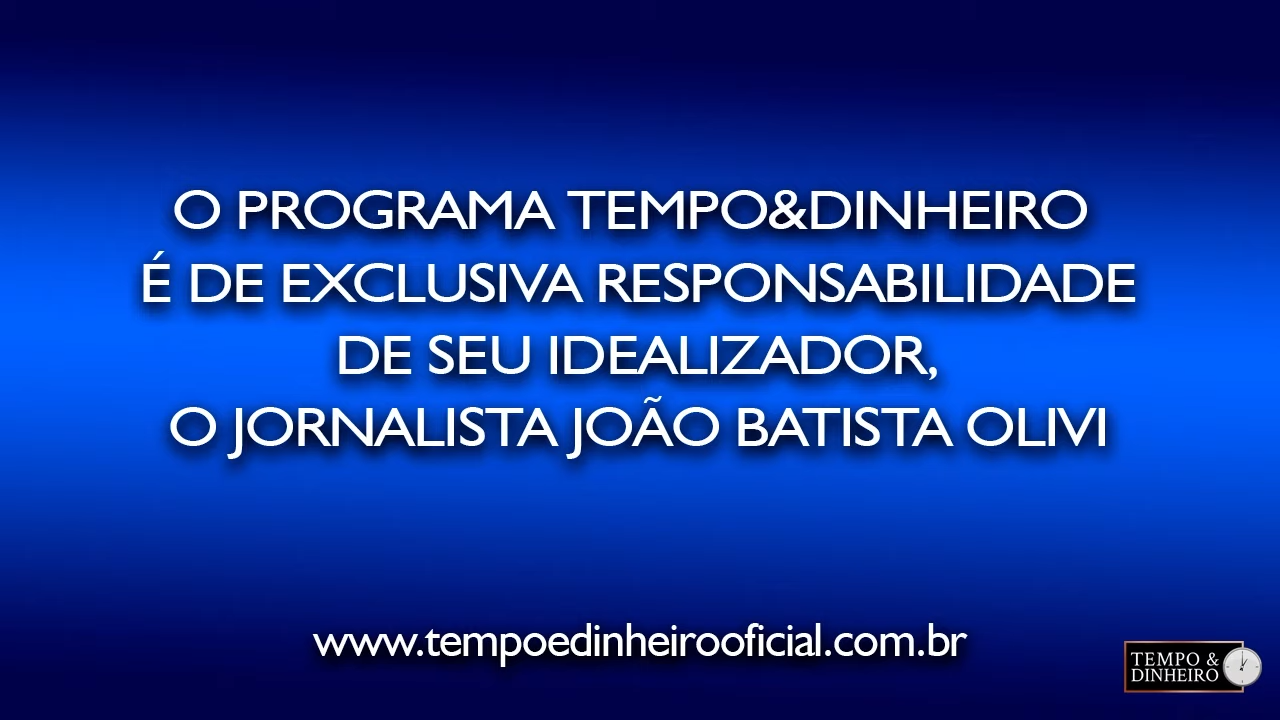 O PROGRAMA TEMPO&DINHEIRO
É DE EXCLUSIVA RESPONSABILIDADE
DE SEU IDEALIZADOR,
O JORNALISTA JOÃO BATISTA OLIVI
www.tempoedinheirooficial.com.br
TEMPO &
DINHEIRO